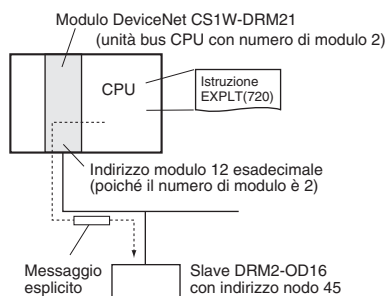 Modulo DeviceNet CS1W-DRM21
(unità bus CPU con numero di modulo 2)
CPU
Istruzione
EXPLT(720)
Indirizzo modulo 12 esadecimale
(poiché il numero di modulo è 2)
Messaggio
esplicito
Slave DRM2-OD16
con indirizzo nodo 45